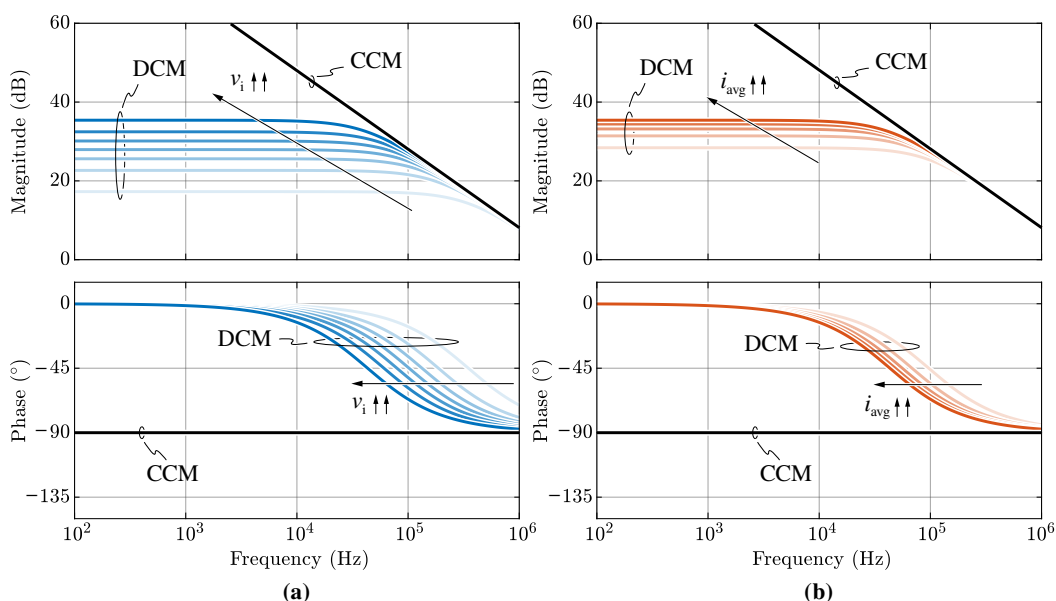 60
40
20
0
Magnitude (dB)
DCM
v_i ↑↑
CCM
0
−45
−90
−135
Phase (°)
DCM
v_i ↑↑
CCM
10^2
10^3
10^4
10^5
10^6
Frequency (Hz)
(a)
60
40
20
0
Magnitude (dB)
DCM
i_avg ↑↑
CCM
0
−45
−90
−135
Phase (°)
DCM
i_avg ↑↑
CCM
10^2
10^3
10^4
10^5
10^6
Frequency (Hz)
(b)